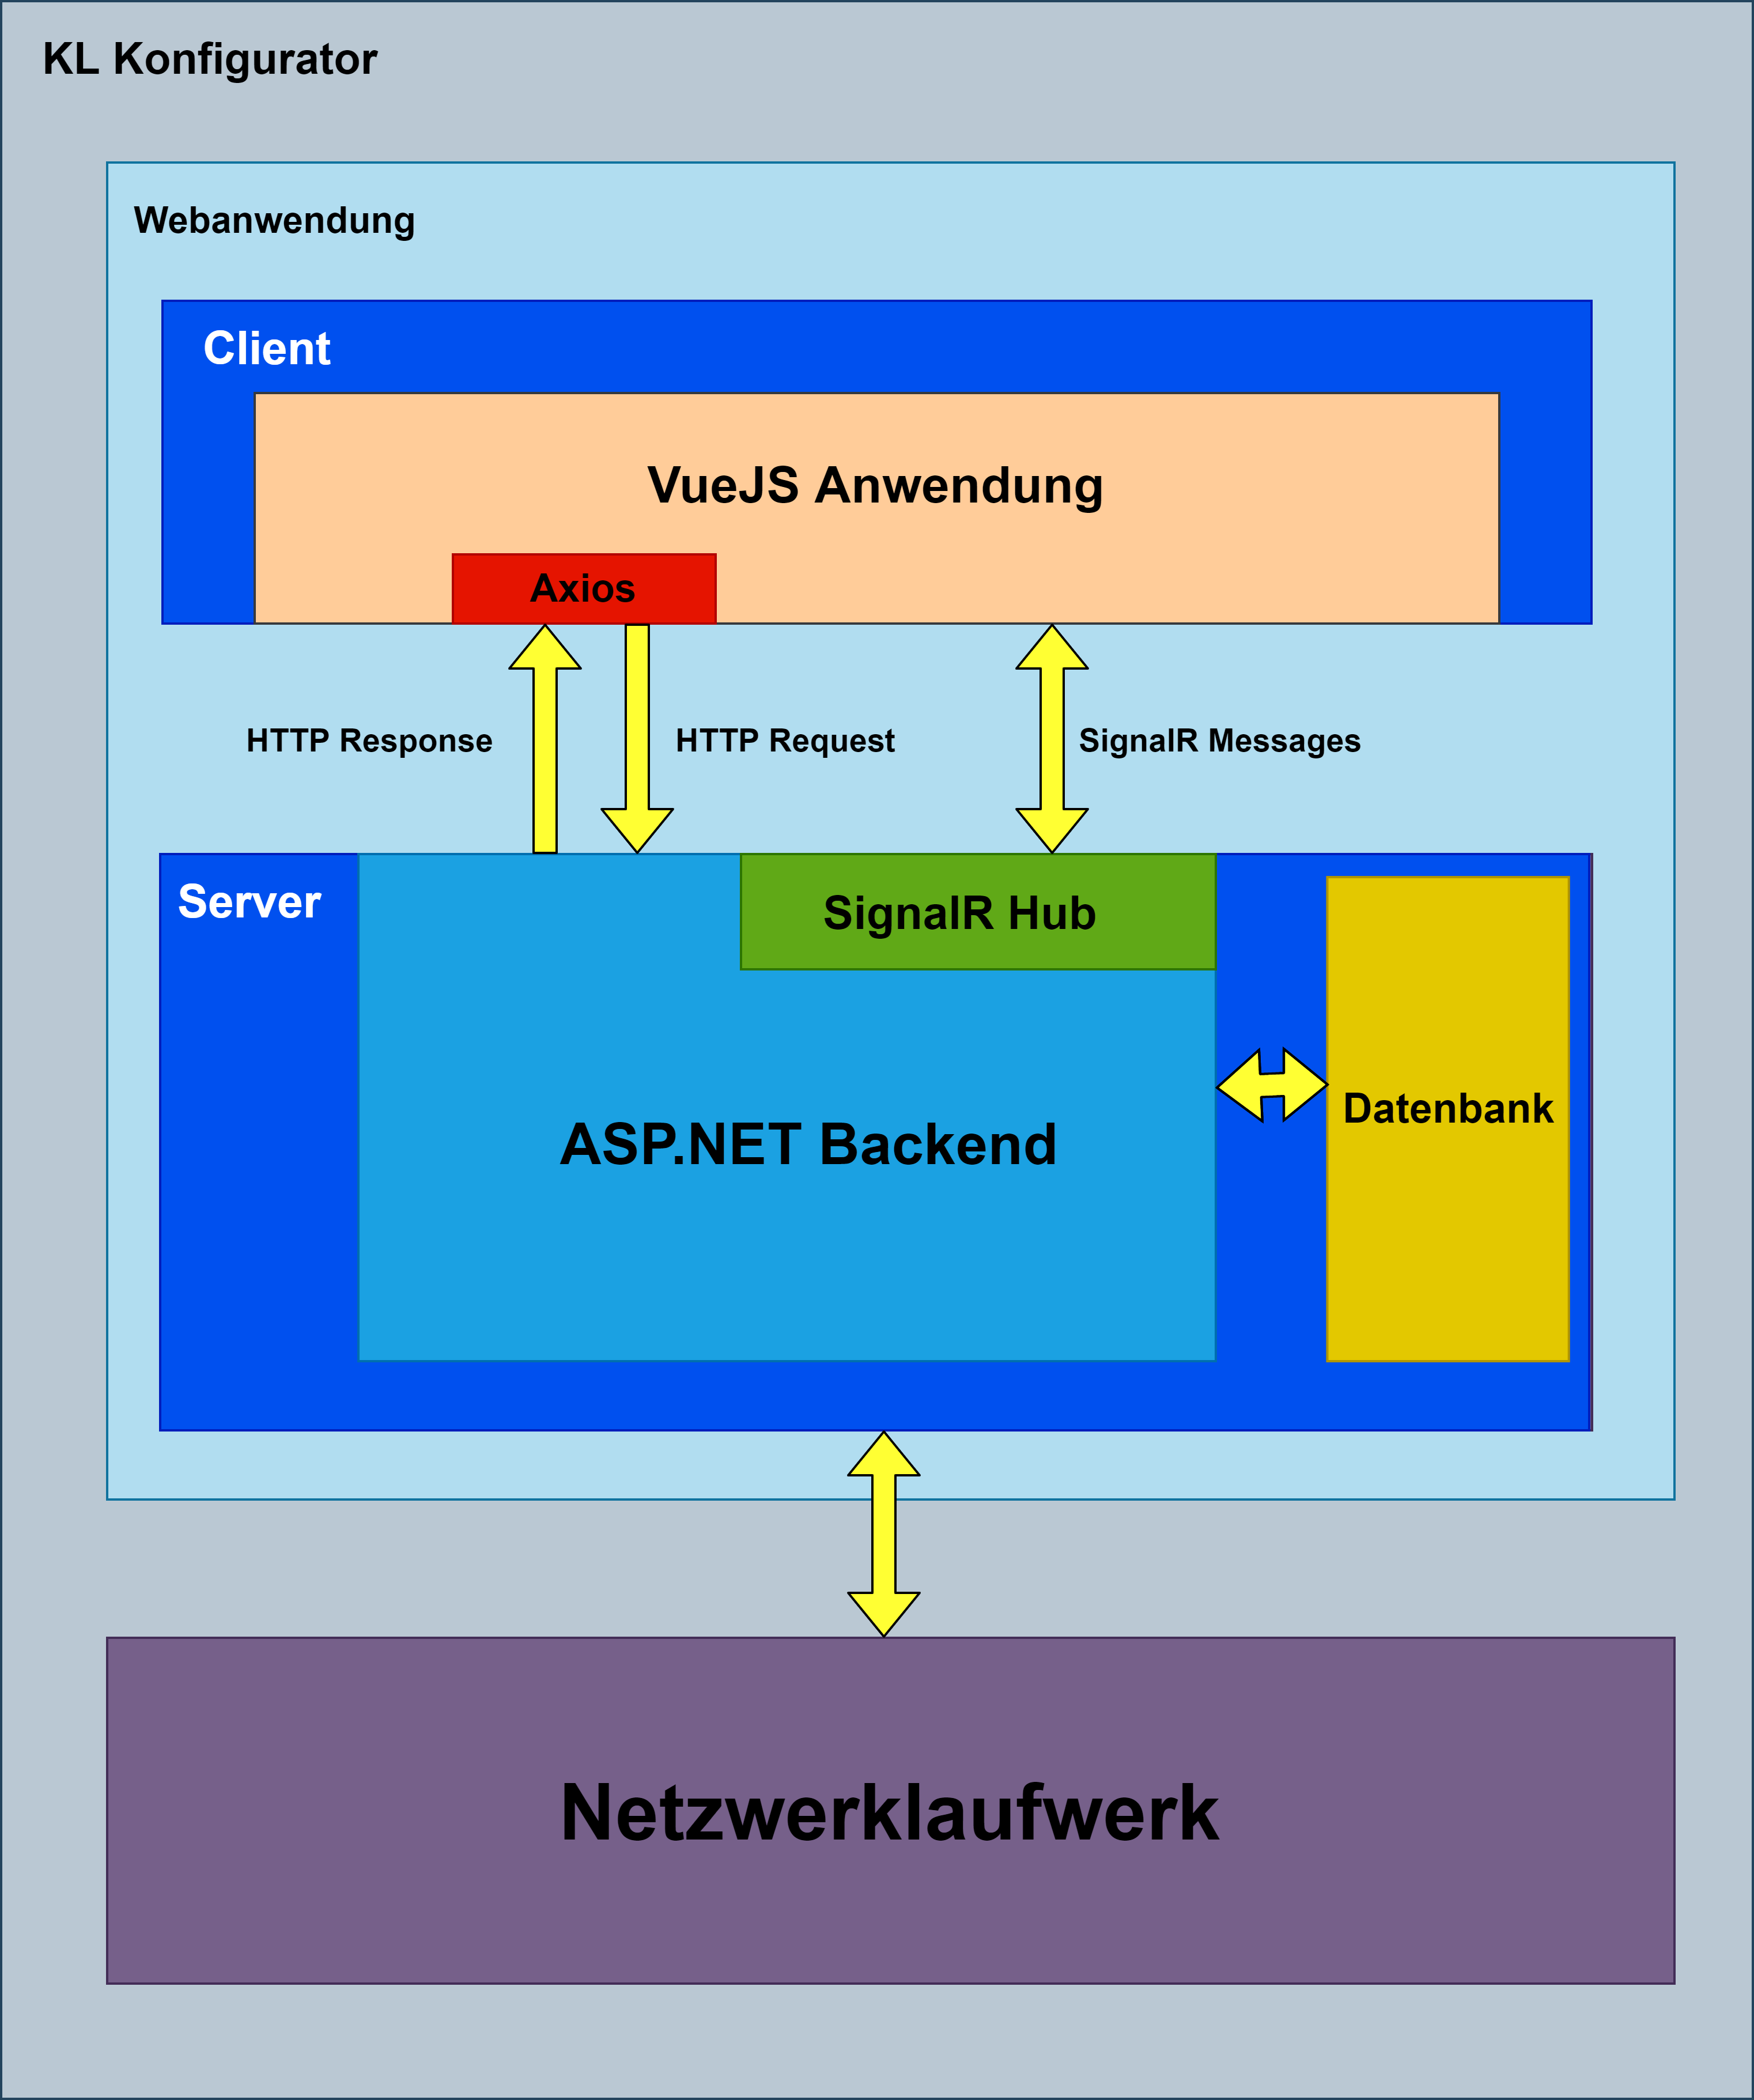 KL Konfigurator
Webanwendung
Client
VueJS Anwendung
Axios
HTTP Response
HTTP Request
SignalR Messages
Server
SignalR Hub
ASP.NET Backend
Datenbank
Netzwerklaufwerk